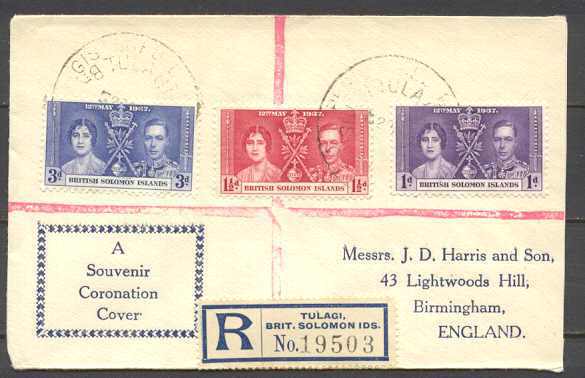 TULAGI
TULA
12TH MAY 1937.
3d 3d
BRITISH SOLOMON ISLANDS
12TH MAY 1937.
1½d 1½d
BRITISH SOLOMON ISLANDS
12TH MAY 1937.
1d 1d
BRITISH SOLOMON ISLANDS
A
Souvenir
Coronation
Cover
Messrs. J. D. Harris and Son,
43 Lightwoods Hill,
Birmingham,
ENGLAND.
R
TULAGI,
BRIT. SOLOMON IDS.
No. 19503